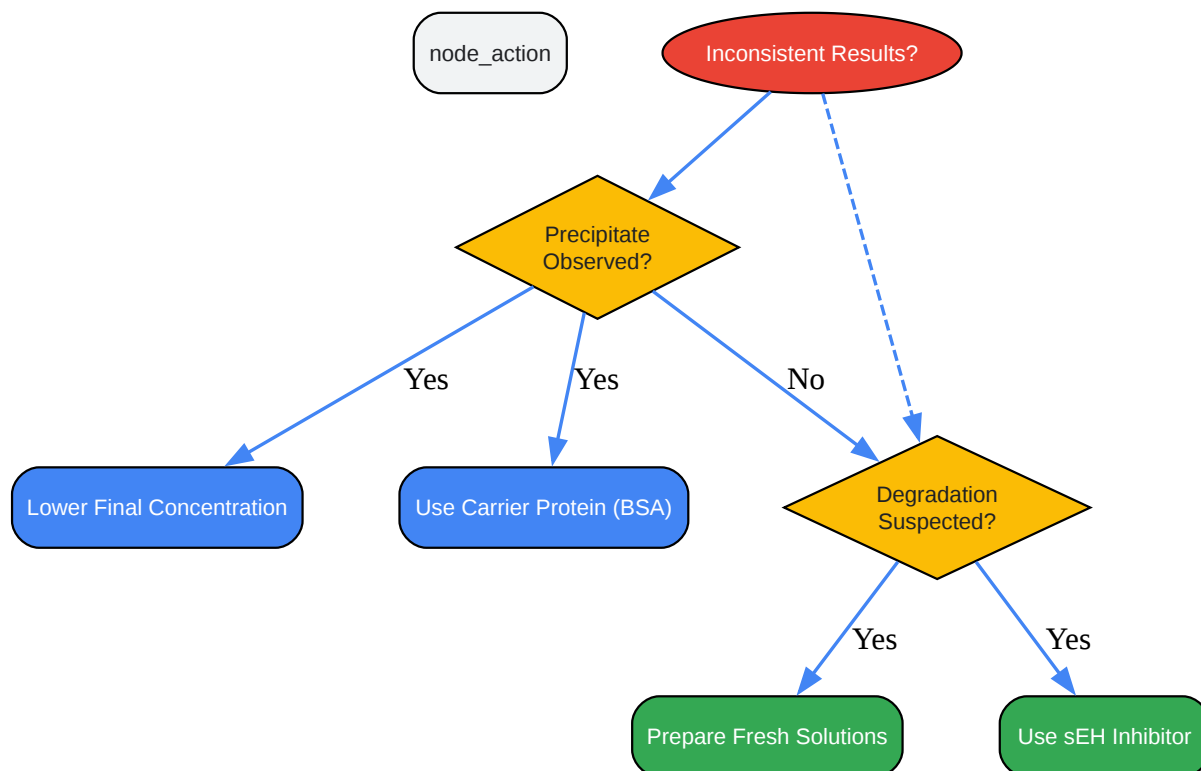 node_action
Inconsistent Results?
Precipitate
Observed?
Yes
Yes
No
Lower Final Concentration
Use Carrier Protein (BSA)
Degradation
Suspected?
Yes
Yes
Prepare Fresh Solutions
Use sEH Inhibitor